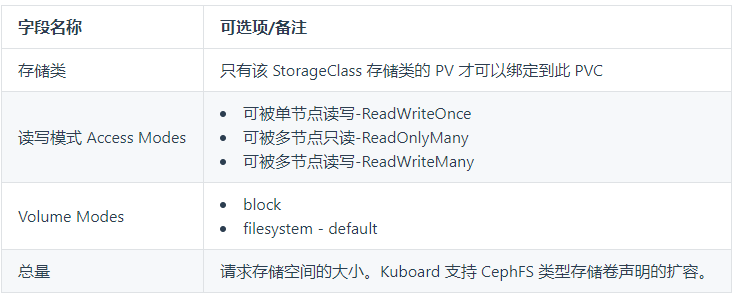 字段名称 可选项/备注
存储类 只有该 StorageClass 存储类的 PV 才可以绑定到此 PVC
读写模式 Access Modes
可被单节点读写-ReadWriteOnce
可被多节点只读-ReadOnlyMany
可被多节点读写-ReadWriteMany
Volume Modes
block
filesystem - default
总量 请求存储空间的大小。Kuboard 支持 CephFS 类型存储卷声明的扩容。